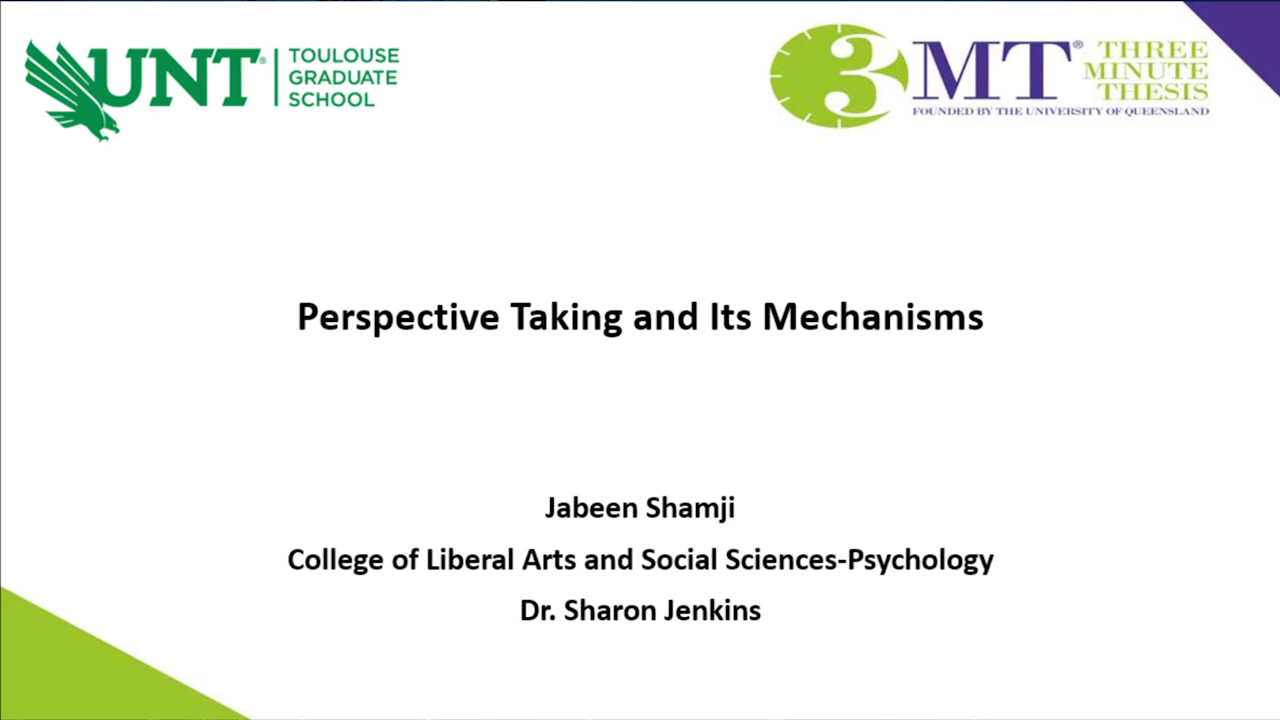 UNT® TOULOUSE
GRADUATE
SCHOOL
3MT® THREE
MINUTE
THESIS
FOUNDED BY THE UNIVERSITY OF QUEENSLAND
Perspective Taking and Its Mechanisms
Jabeen Shamji
College of Liberal Arts and Social Sciences-Psychology
Dr. Sharon Jenkins